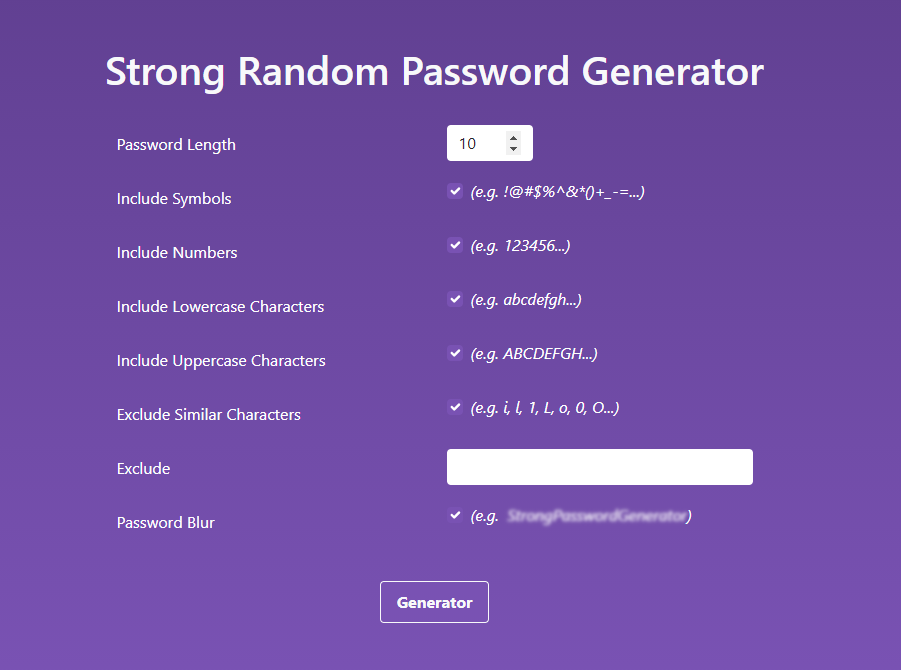 Strong Random Password Generator
Password Length 10
Include Symbols (e.g. !@#$%^&*()+_-=...)
Include Numbers (e.g. 123456...)
Include Lowercase Characters (e.g. abcdefgh...)
Include Uppercase Characters (e.g. ABCDEFGH...)
Exclude Similar Characters (e.g. i, l, 1, L, o, 0, O...)
Exclude
Password Blur (e.g. StrongPasswordGenerator)
Generator